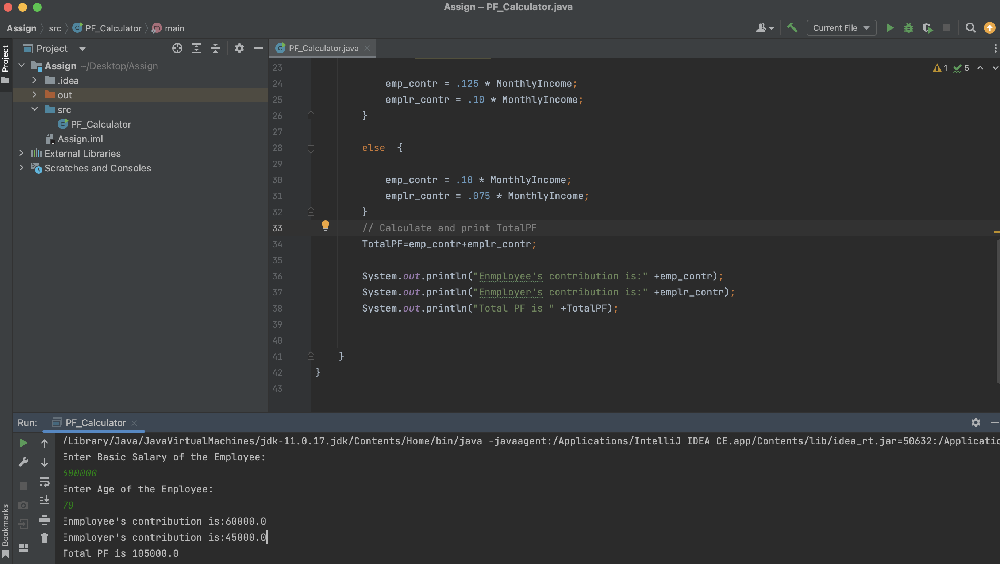 Assign – PF_Calculator.java
Assign src PF_Calculator main
Current File
Project
Project
Assign ~/Desktop/Assign
.idea
out
src
PF_Calculator
Assign.iml
External Libraries
Scratches and Consoles
PF_Calculator.java
1 5
23
24 emp_contr = .125 * MonthlyIncome;
25 emplr_contr = .10 * MonthlyIncome;
26 }
27
28 else  {
29
30 emp_contr = .10 * MonthlyIncome;
31 emplr_contr = .075 * MonthlyIncome;
32 }
33 // Calculate and print TotalPF
34 TotalPF=emp_contr+emplr_contr;
35
36 System.out.println("Enmployee's contribution is:" +emp_contr);
37 System.out.println("Enmployer's contribution is:" +emplr_contr);
38 System.out.println("Total PF is " +TotalPF);
39
40
41 }
42 }
43
Run: PF_Calculator
/Library/Java/JavaVirtualMachines/jdk-11.0.17.jdk/Contents/Home/bin/java -javaagent:/Applications/IntelliJ IDEA CE.app/Contents/lib/idea_rt.jar=50632:/Applicatio
Enter Basic Salary of the Employee:
600000
Enter Age of the Employee:
70
Enmployee's contribution is:60000.0
Enmployer's contribution is:45000.0
Total PF is 105000.0
Bookmarks